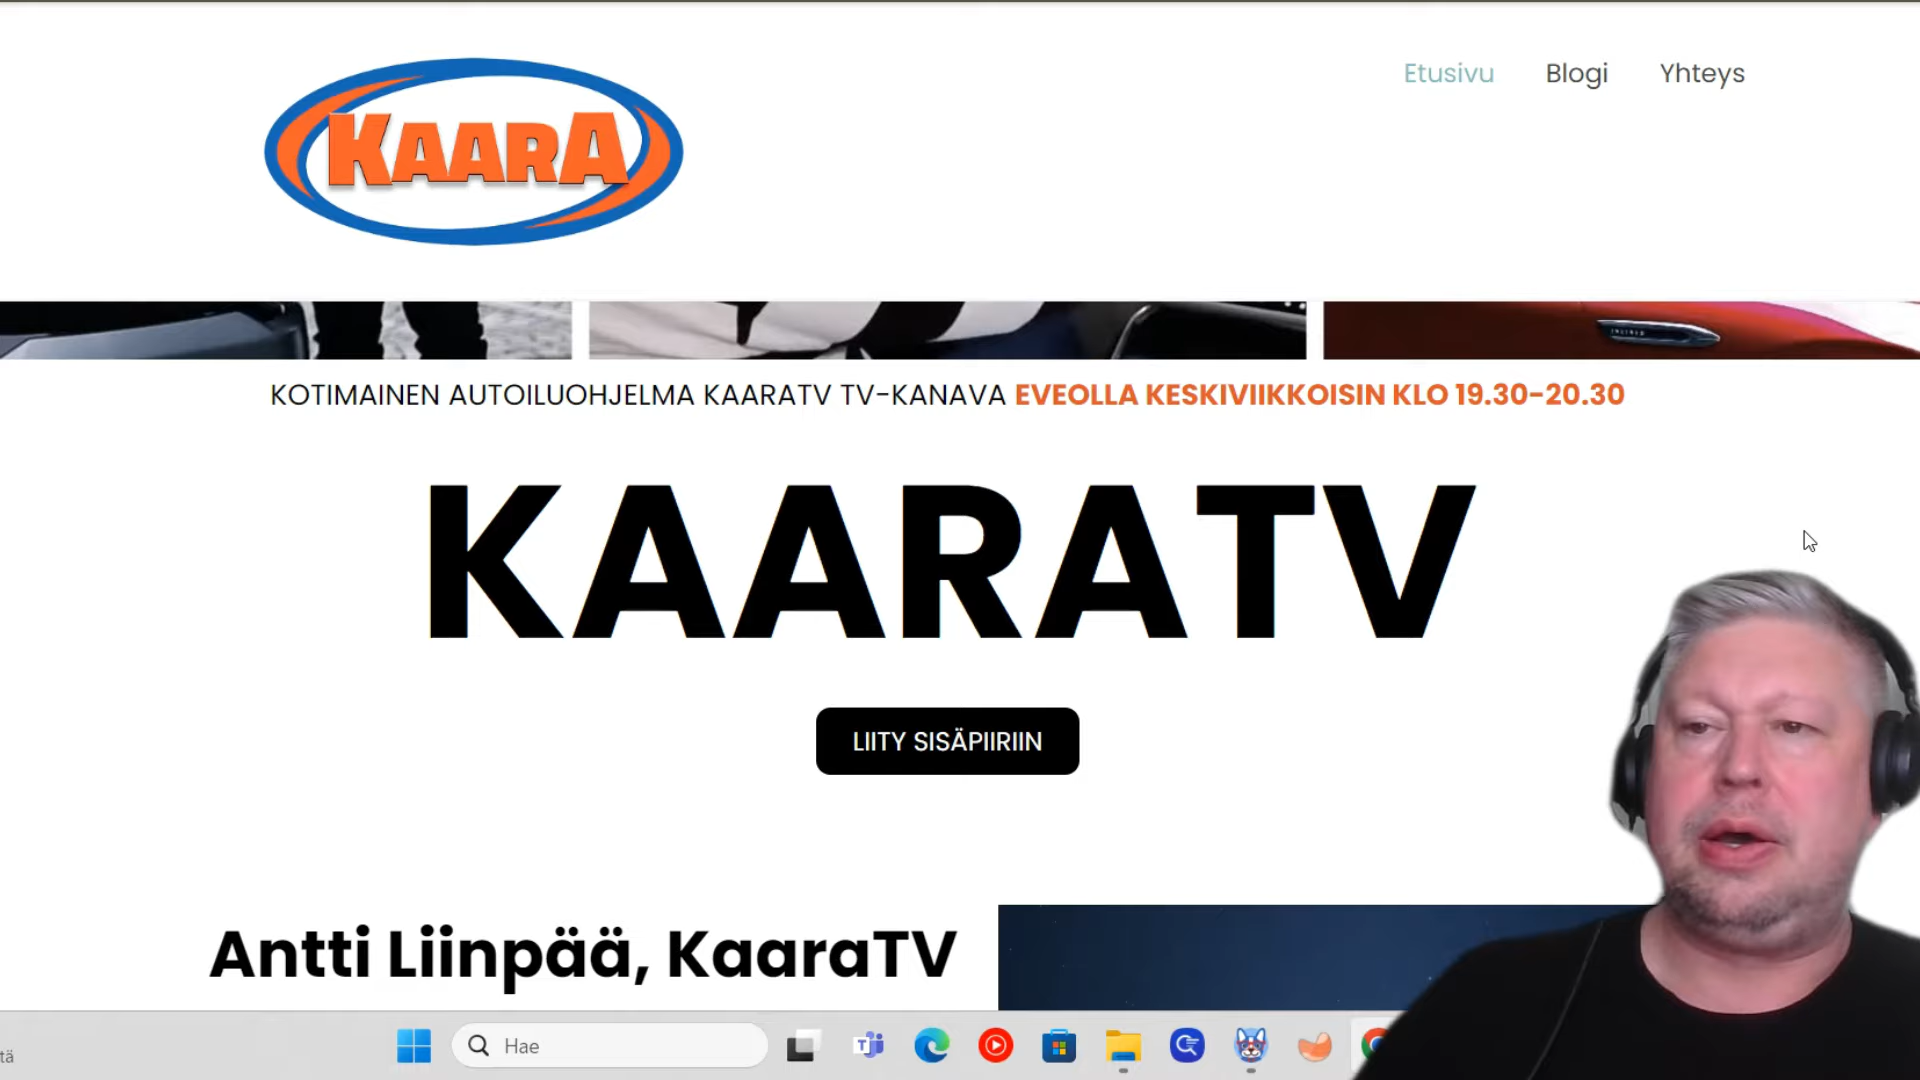 KAARA
Etusivu
Blogi
Yhteys
KOTIMAINEN AUTOILUOHJELMA KAARATV TV-KANAVA EVEOLLA KESKIVIIKKOISIN KLO 19.30-20.30
KAARATV
LIITY SISÄPIIRIIN
Antti Liinpää, KaaraTV
tä
Hae